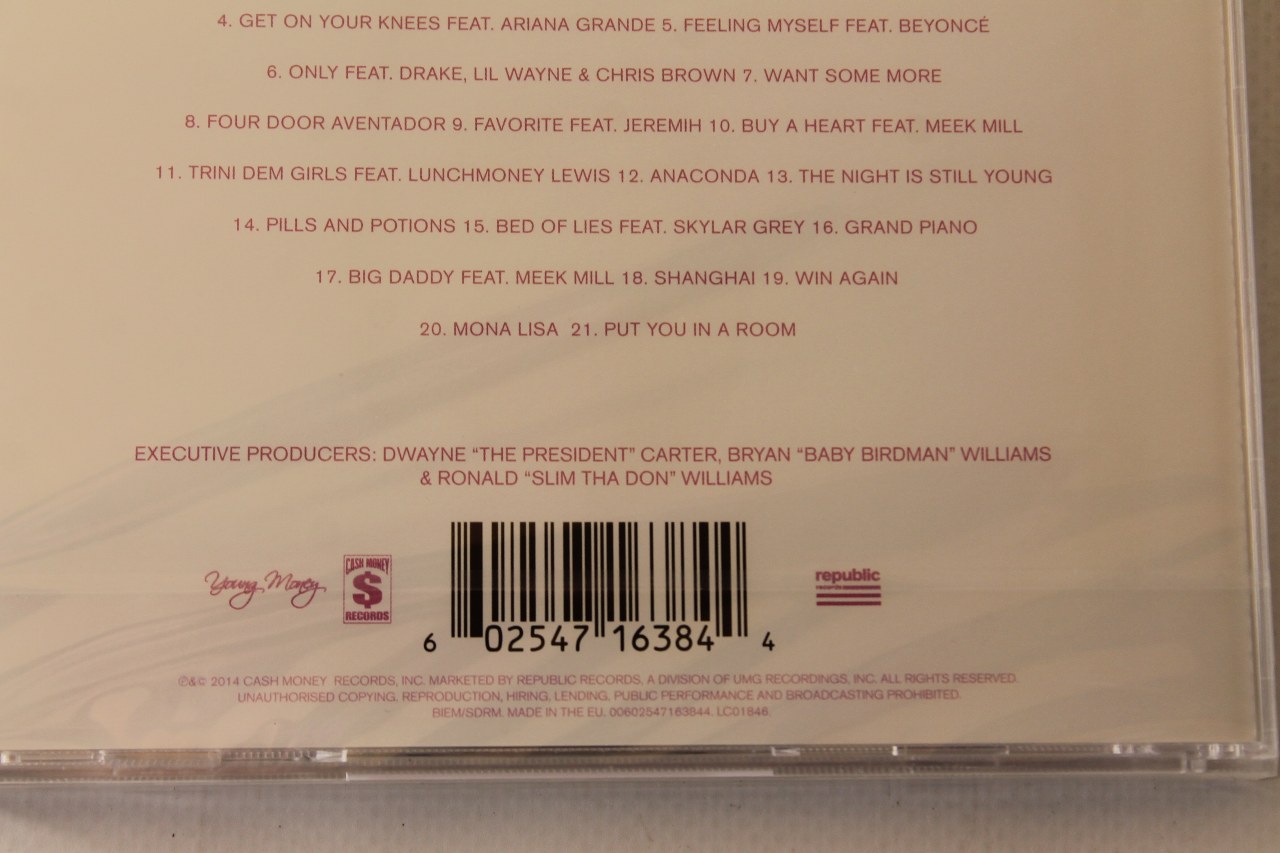 4. GET ON YOUR KNEES FEAT. ARIANA GRANDE 5. FEELING MYSELF FEAT. BEYONCÉ
6. ONLY FEAT. DRAKE, LIL WAYNE & CHRIS BROWN 7. WANT SOME MORE
8. FOUR DOOR AVENTADOR 9. FAVORITE FEAT. JEREMIH 10. BUY A HEART FEAT. MEEK MILL
11. TRINI DEM GIRLS FEAT. LUNCHMONEY LEWIS 12. ANACONDA 13. THE NIGHT IS STILL YOUNG
14. PILLS AND POTIONS 15. BED OF LIES FEAT. SKYLAR GREY 16. GRAND PIANO
17. BIG DADDY FEAT. MEEK MILL 18. SHANGHAI 19. WIN AGAIN
20. MONA LISA 21. PUT YOU IN A ROOM
EXECUTIVE PRODUCERS: DWAYNE “THE PRESIDENT” CARTER, BRYAN “BABY BIRDMAN” WILLIAMS
& RONALD “SLIM THA DON” WILLIAMS
Young Money
CASH MONEY
$
RECORDS
6 02547 16384 4
republic
records
℗&© 2014 CASH MONEY RECORDS, INC. MARKETED BY REPUBLIC RECORDS. A DIVISION OF UMG RECORDINGS, INC. ALL RIGHTS RESERVED.
UNAUTHORISED COPYING, REPRODUCTION, HIRING, LENDING, PUBLIC PERFORMANCE AND BROADCASTING PROHIBITED.
BIEM/SDRM. MADE IN THE EU. 00602547163844. LC01846.